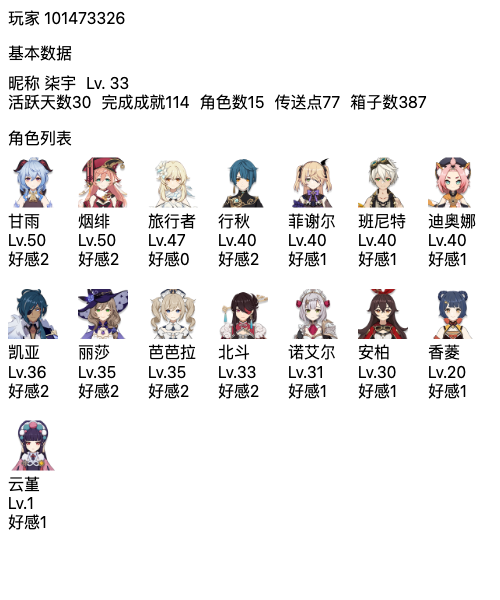 玩家 101473326
基本数据
昵称 柒宇 Lv. 33
活跃天数30 完成成就114 角色数15 传送点77 箱子数387
角色列表
甘雨 烟绯 旅行者 行秋 菲谢尔 班尼特 迪奥娜
Lv.50 Lv.50 Lv.47 Lv.40 Lv.40 Lv.40 Lv.40
好感2 好感2 好感0 好感2 好感1 好感1 好感1
凯亚 丽莎 芭芭拉 北斗 诺艾尔 安柏 香菱
Lv.36 Lv.35 Lv.35 Lv.33 Lv.31 Lv.30 Lv.20
好感2 好感2 好感2 好感2 好感1 好感1 好感1
云堇
Lv.1
好感1